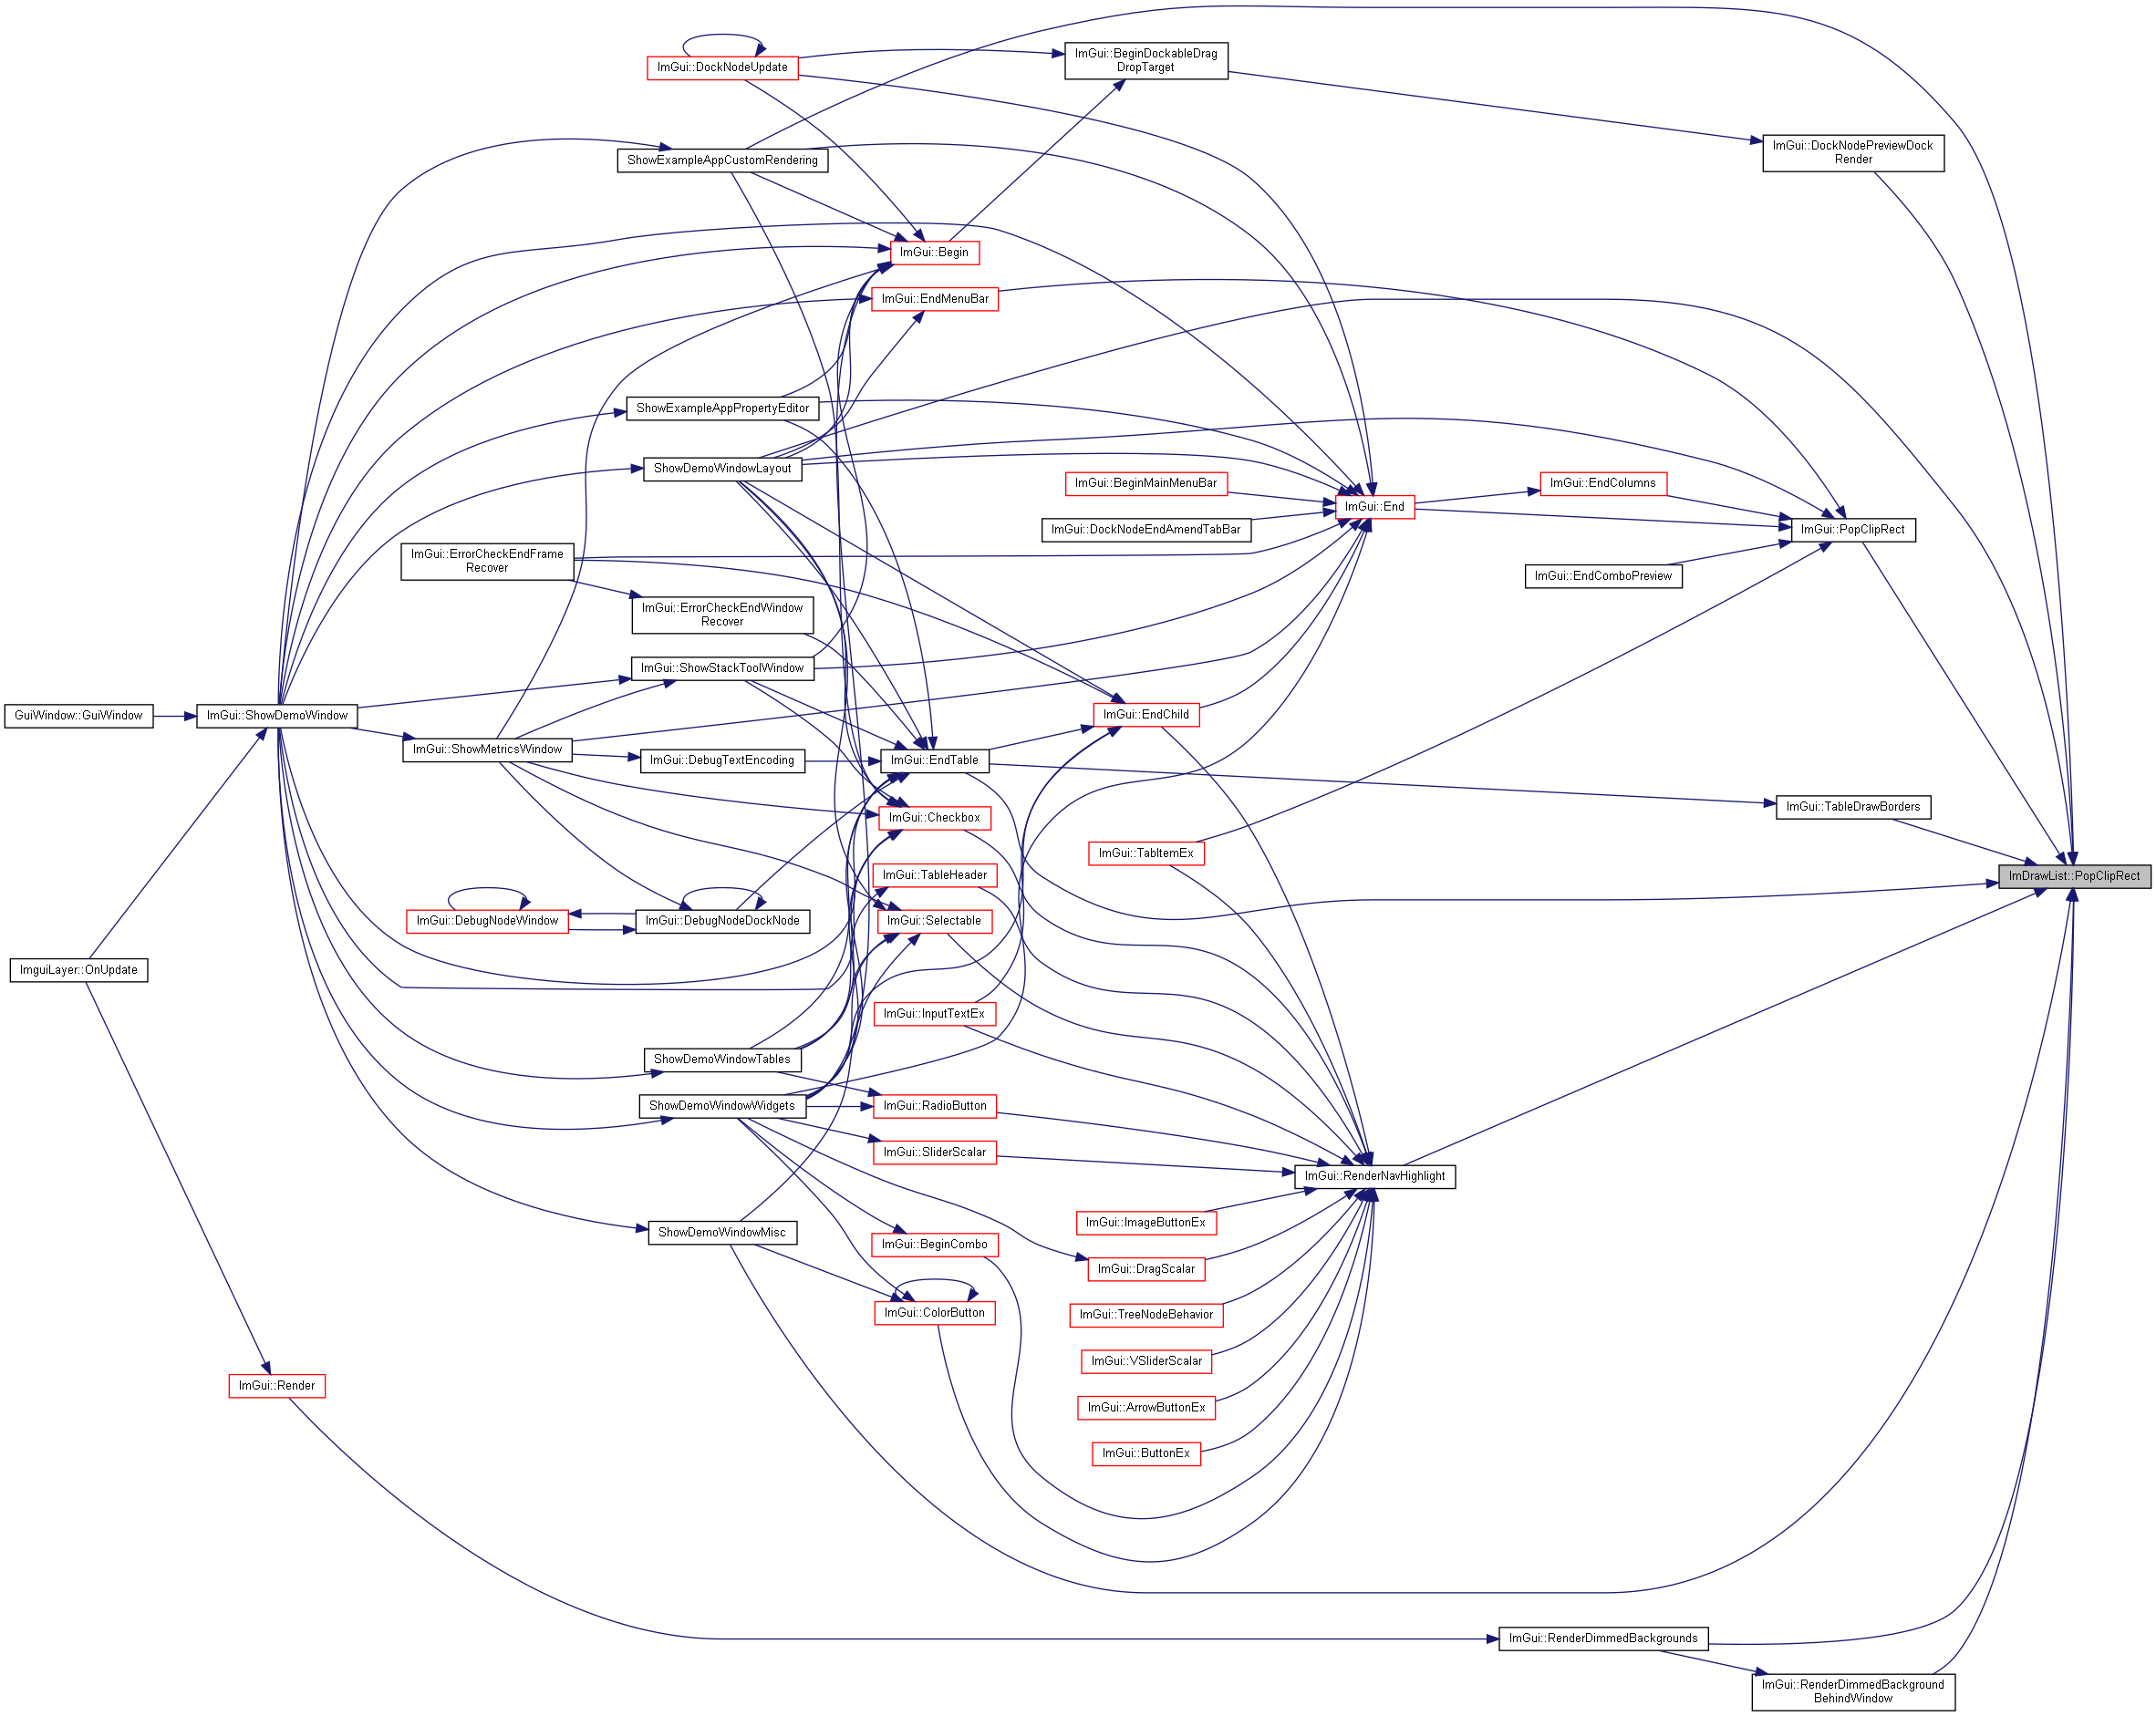 ImGui::DockNodeUpdate
ImGui::BeginDockableDrag
DropTarget
ImGui::DockNodePreviewDock
Render
ShowExampleAppCustomRendering
ImGui::Begin
ImGui::EndMenuBar
ShowExampleAppPropertyEditor
ShowDemoWindowLayout
ImGui::BeginMainMenuBar
ImGui::EndColumns
ImGui::End
ImGui::DockNodeEndAmendTabBar
ImGui::PopClipRect
ImGui::ErrorCheckEndFrame
Recover
ImGui::EndComboPreview
ImGui::ErrorCheckEndWindow
Recover
ImGui::ShowStackToolWindow
GuiWindow::GuiWindow
ImGui::ShowDemoWindow
ImGui::EndChild
ImGui::ShowMetricsWindow
ImGui::DebugTextEncoding
ImGui::EndTable
ImGui::TableDrawBorders
ImGui::Checkbox
ImGui::TabItemEx
ImGui::TableHeader
ImDrawList::PopClipRect
ImGui::DebugNodeWindow
ImGui::DebugNodeDockNode
ImGui::Selectable
ImguiLayer::OnUpdate
ImGui::InputTextEx
ShowDemoWindowTables
ShowDemoWindowWidgets
ImGui::RadioButton
ImGui::SliderScalar
ImGui::RenderNavHighlight
ImGui::ImageButtonEx
ShowDemoWindowMisc
ImGui::BeginCombo
ImGui::DragScalar
ImGui::ColorButton
ImGui::TreeNodeBehavior
ImGui::VSliderScalar
ImGui::Render
ImGui::ArrowButtonEx
ImGui::ButtonEx
ImGui::RenderDimmedBackgrounds
ImGui::RenderDimmedBackground
BehindWindow